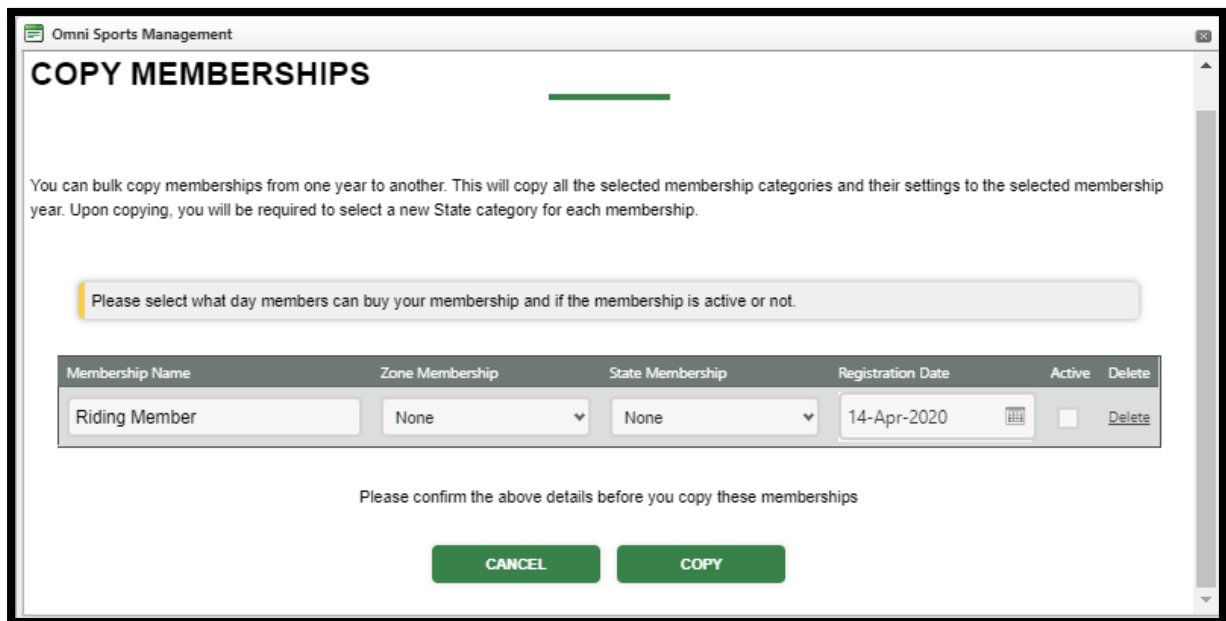 Omni Sports Management
COPY MEMBERSHIPS
You can bulk copy memberships from one year to another. This will copy all the selected membership categories and their settings to the selected membership
year. Upon copying, you will be required to select a new State category for each membership.
Please select what day members can buy your membership and if the membership is active or not.
Membership Name Zone Membership State Membership Registration Date Active Delete
Riding Member None None 14-Apr-2020 Delete
Please confirm the above details before you copy these memberships
CANCEL COPY